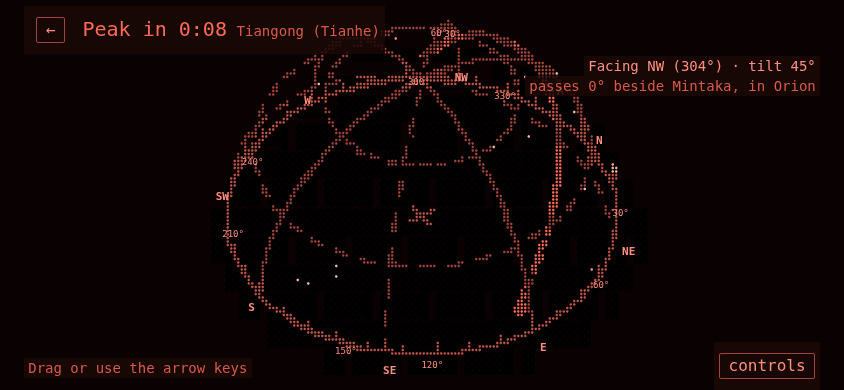 ← Peak in 0:08 Tiangong (Tianhe)
Facing NW (304°) · tilt 45°
passes 0° beside Mintaka, in Orion
60°
30°
300°
NW
330°
W
N
240°
SW
30°
210°
NE
60°
S
150°
E
120°
SE
Drag or use the arrow keys
controls